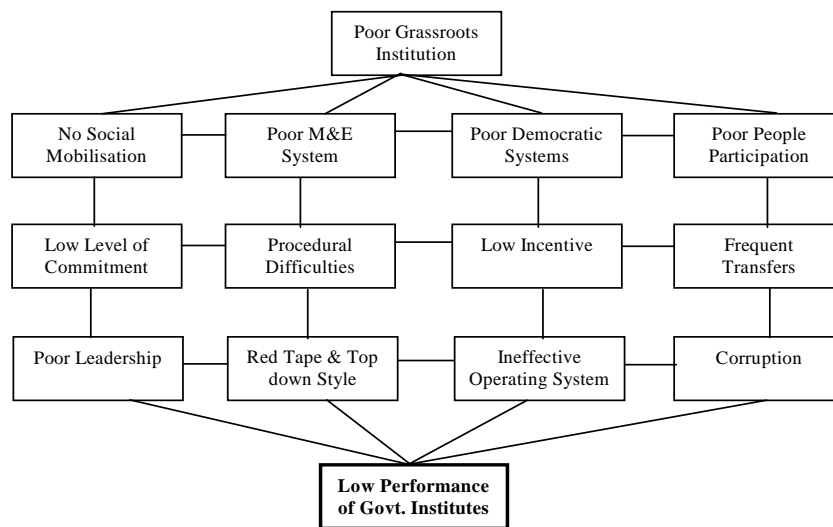 Poor Grassroots
Institution
No Social
Mobilisation
Poor M&E
System
Poor Democratic
Systems
Poor People
Participation
Low Level of
Commitment
Procedural
Difficulties
Low Incentive
Frequent
Transfers
Poor Leadership
Red Tape & Top
down Style
Ineffective
Operating System
Corruption
Low Performance
of Govt. Institutes